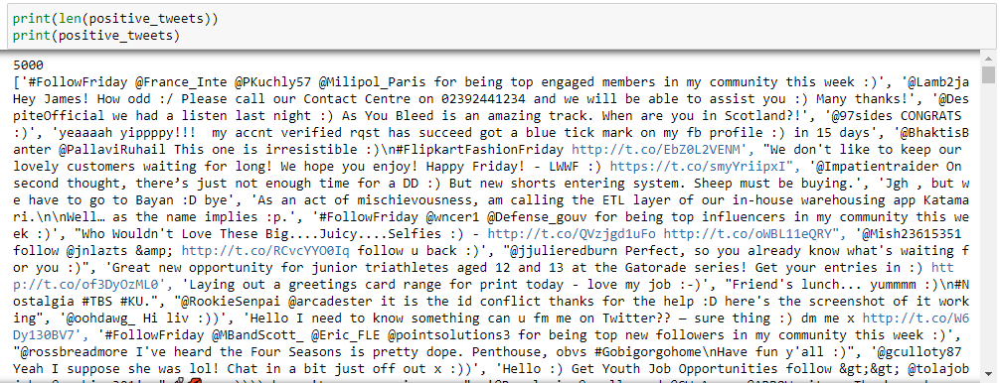 print(len(positive_tweets))
print(positive_tweets)
5000
['#FollowFriday @France_Inte @PKuchly57 @Milipol_Paris for being top engaged members in my community this week :)', '@Lamb2ja
Hey James! How odd :/ Please call our Contact Centre on 02392441234 and we will be able to assist you :) Many thanks!', '@Des
piteOfficial we had a listen last night :) As You Bleed is an amazing track. When are you in Scotland?!', '@97sides CONGRATS
:)', 'yeaaaah yippppy!!!  my accnt verified rqst has succeed got a blue tick mark on my fb profile :) in 15 days', '@BhaktisB
anter @PallaviRuhail This one is irresistible :)\n#FlipkartFashionFriday http://t.co/EbZ0L2VENM', "We don't like to keep our
lovely customers waiting for long! We hope you enjoy! Happy Friday! - LWWF :) https://t.co/smyYriipxI", '@Impatientraider On
second thought, there’s just not enough time for a DD :) But new shorts entering system. Sheep must be buying.', 'Jgh , but w
e have to go to Bayan :D bye', 'As an act of mischievousness, am calling the ETL layer of our in-house warehousing app Katama
ri.\n\nWell… as the name implies :p.', '#FollowFriday @wncer1 @Defense_gouv for being top influencers in my community this we
ek :)', "Who Wouldn't Love These Big....Juicy....Selfies :) - http://t.co/QVzjgd1uFo http://t.co/oWBL11eQRY", '@Mish23615351
follow @jnlazts &amp; http://t.co/RCvcYYO0Iq follow u back :)', "@jjulieredburn Perfect, so you already know what's waiting f
or you :)", 'Great new opportunity for junior triathletes aged 12 and 13 at the Gatorade series! Get your entries in :) htt
p://t.co/of3DyOzML0', 'Laying out a greetings card range for print today - love my job :-)', "Friend's lunch... yummmm :)\n#N
ostalgia #TBS #KU.", "@RookieSenpai @arcadester it is the id conflict thanks for the help :D here's the screenshot of it wor
king", '@oohdawg_ Hi liv :))', 'Hello I need to know something can u fm me on Twitter?? — sure thing :) dm me x http://t.co/W6
Dy130BV7', '#FollowFriday @MBandScott_ @Eric_FLE @pointsolutions3 for being top new followers in my community this week :)',
"@rossbreadmore I've heard the Four Seasons is pretty dope. Penthouse, obvs #Gobigorgohome\nHave fun y'all :)", '@gculloty87
Yeah I suppose she was lol! Chat in a bit just off out x :))', 'Hello :) Get Youth Job Opportunities follow &gt;&gt; @tolajob